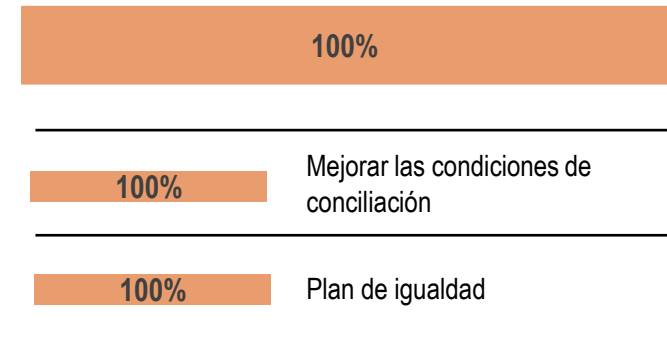 100%
100%
Mejorar las condiciones de
conciliación
100%
Plan de igualdad